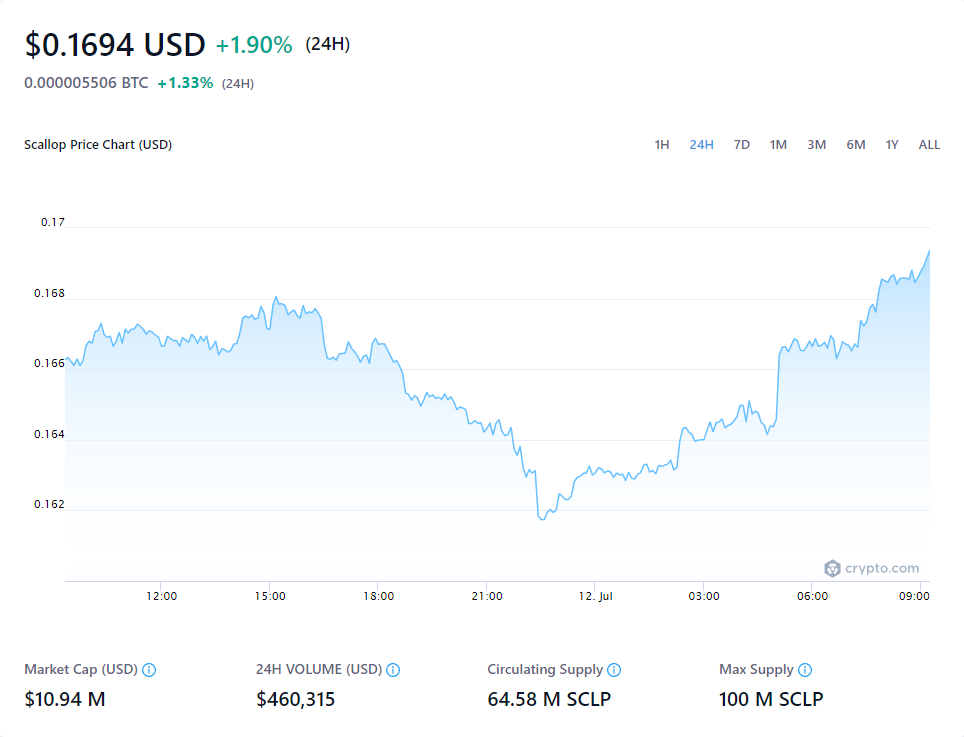 $0.1694 USD +1.90% (24H)
0.000005506 BTC +1.33% (24H)
Scallop Price Chart (USD) 1H 24H 7D 1M 3M 6M 1Y ALL
0.17
0.168
0.166
0.164
0.162
crypto.com
12:00 15:00 18:00 21:00 12. Jul 03:00 06:00 09:00
Market Cap (USD) 24H VOLUME (USD) Circulating Supply Max Supply
$10.94 M $460,315 64.58 M SCLP 100 M SCLP